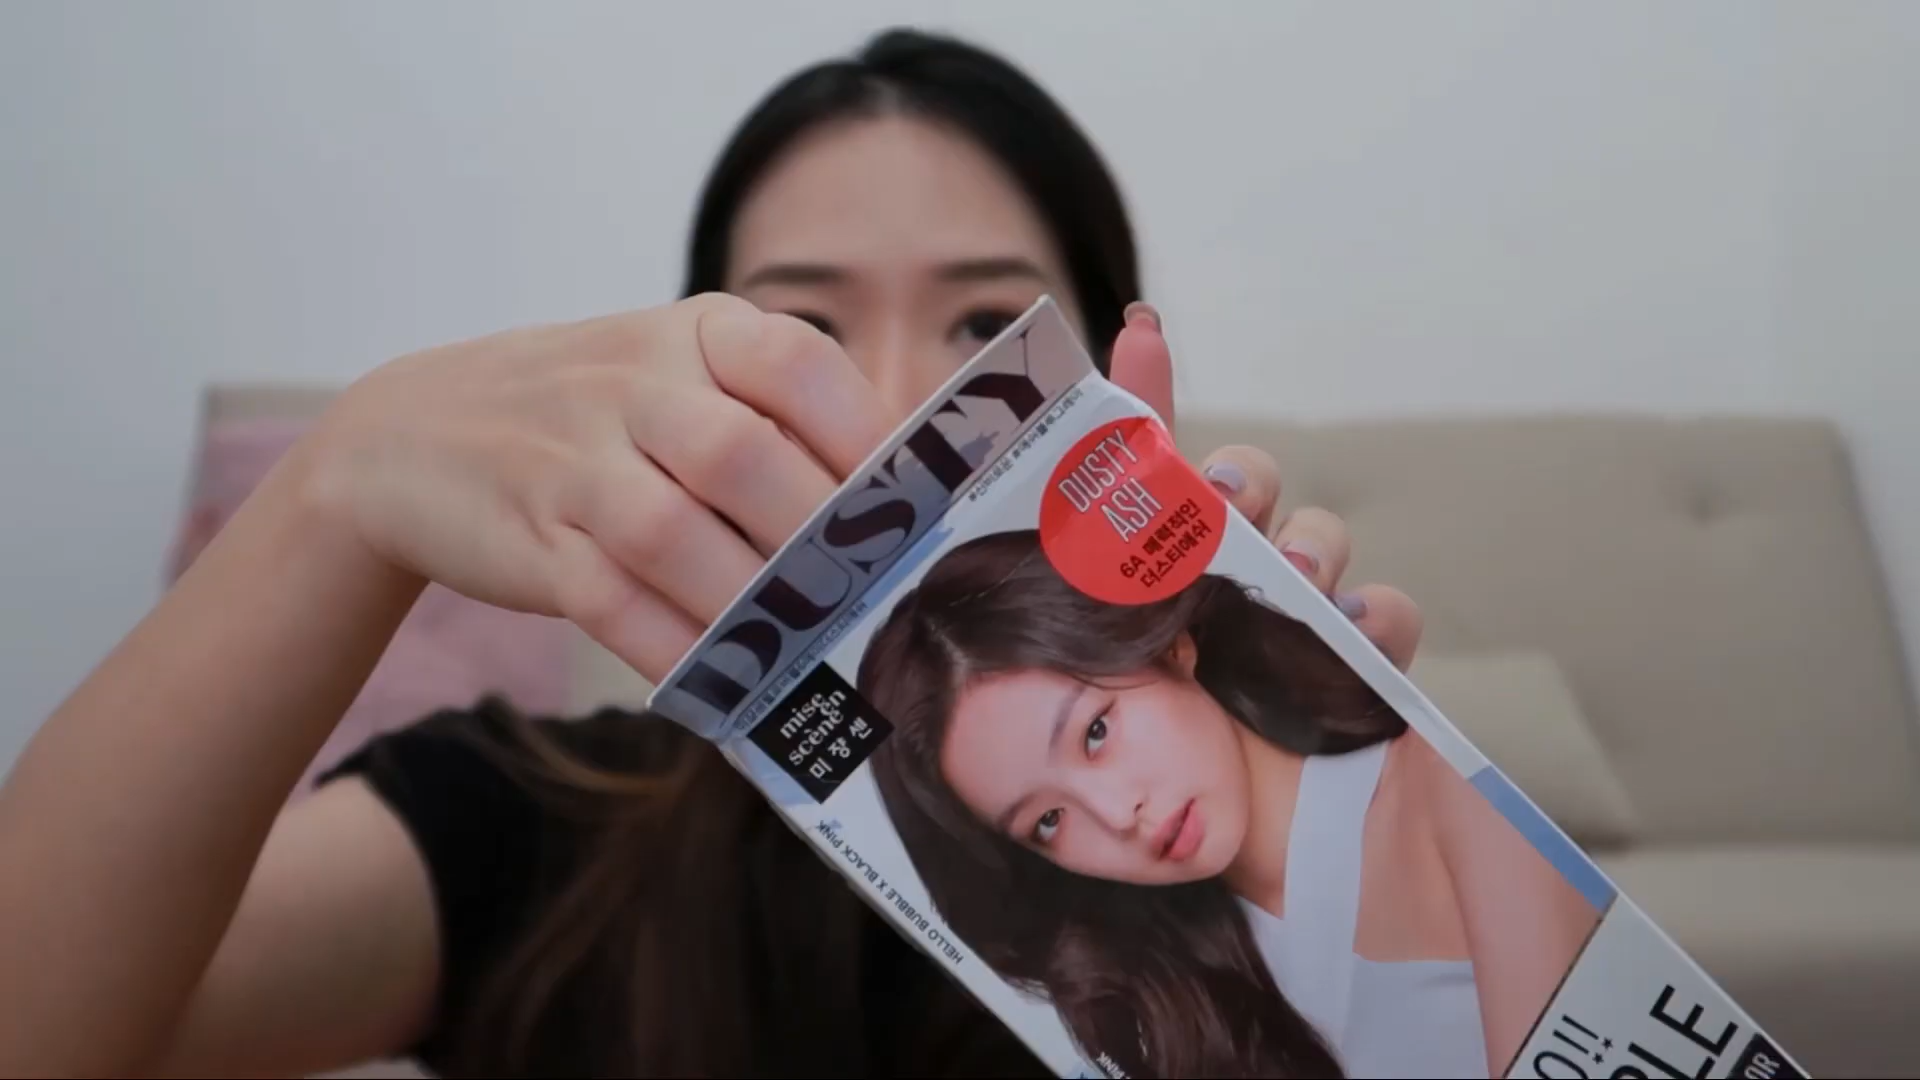 DUSTY
DUSTY
ASH
6A 매력적인
더스티애쉬
mise
en
scène
미쟝센
HELLO BUBBLE X BLACK PINK
PINK